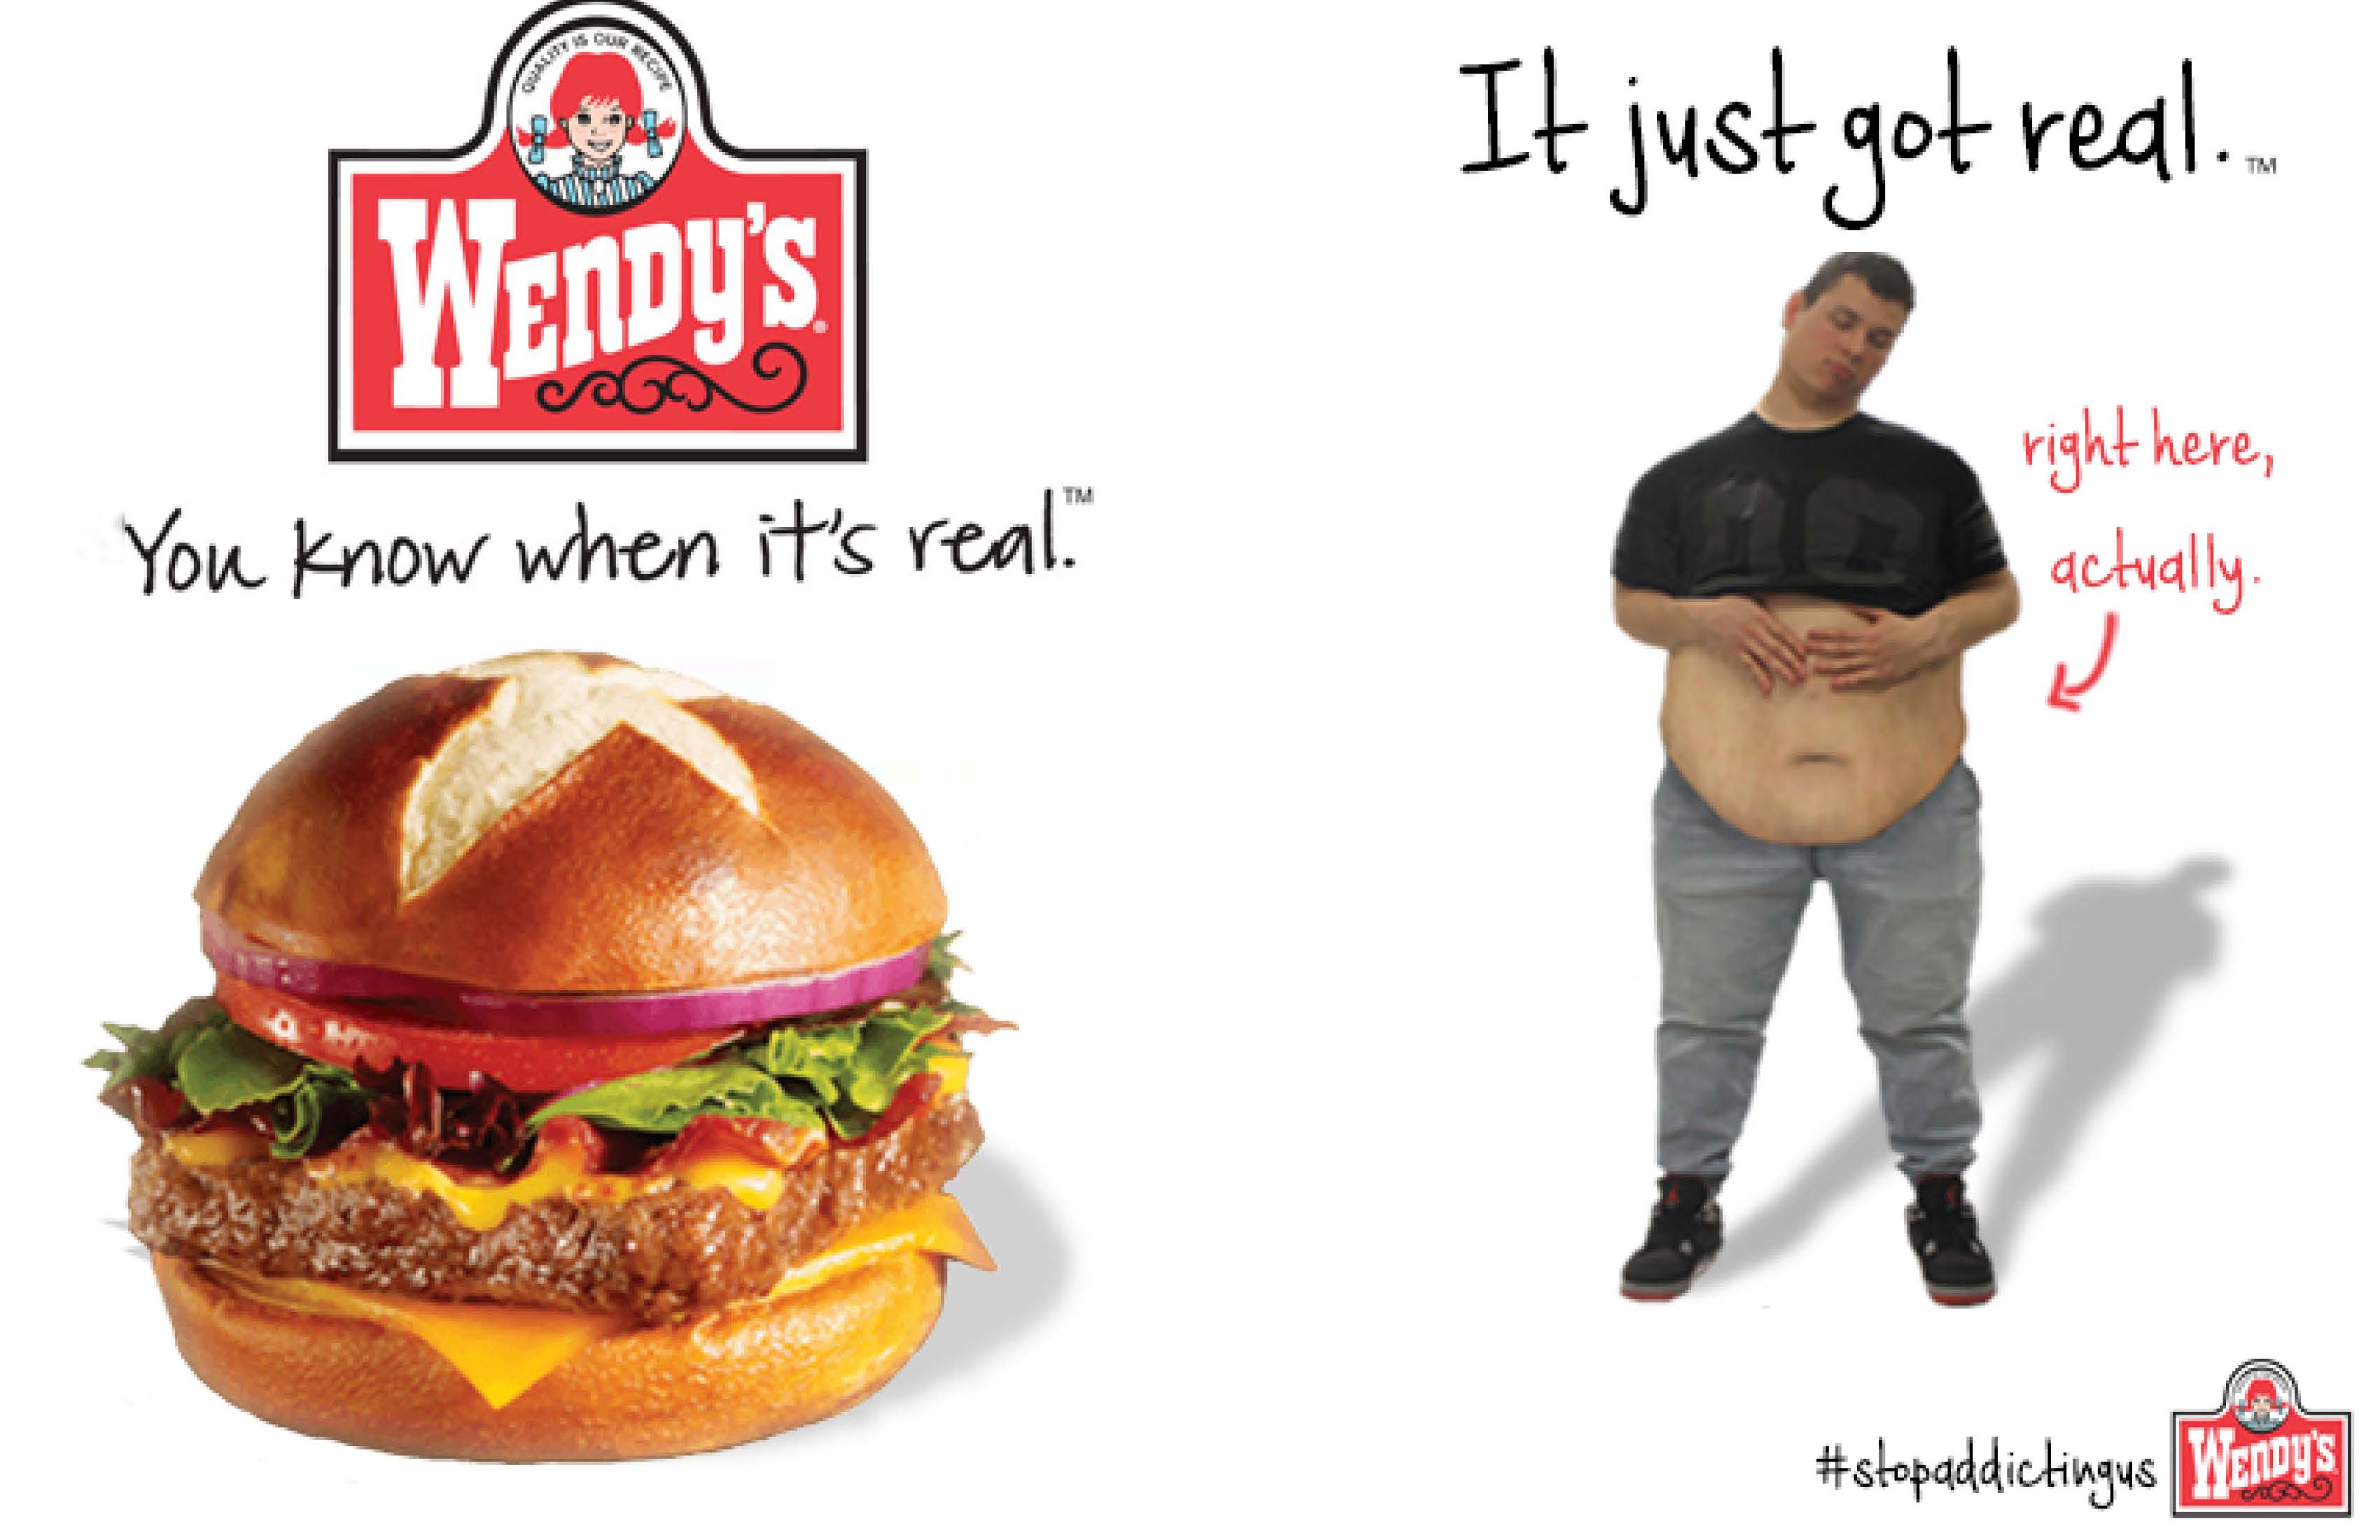 QUALITY IS OUR RECIPE
WENDY'S®
You know when it's real.™
It just got real.™
right here,
actually.
#stopaddictingus
WENDY'S